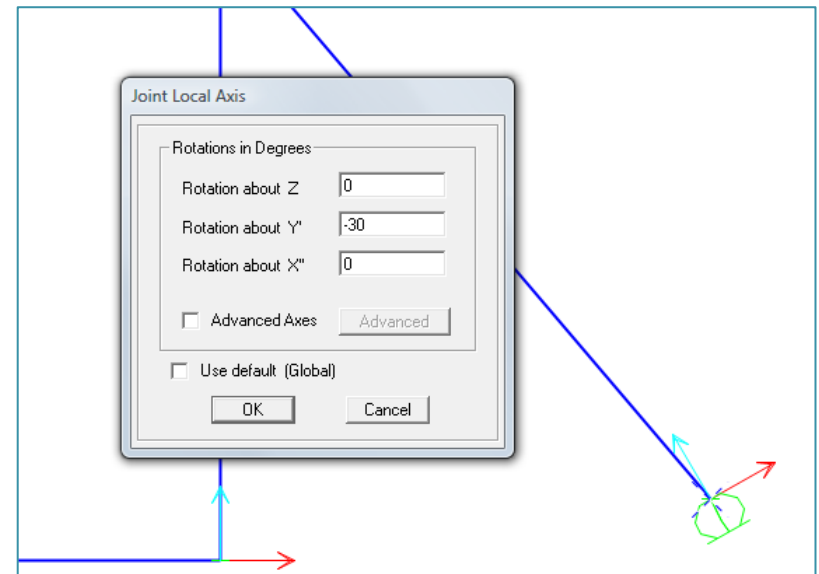 Joint Local Axis
Rotations in Degrees
Rotation about Z 0
Rotation about Y' -30
Rotation about X" 0
Advanced Axes Advanced
Use default (Global)
OK Cancel